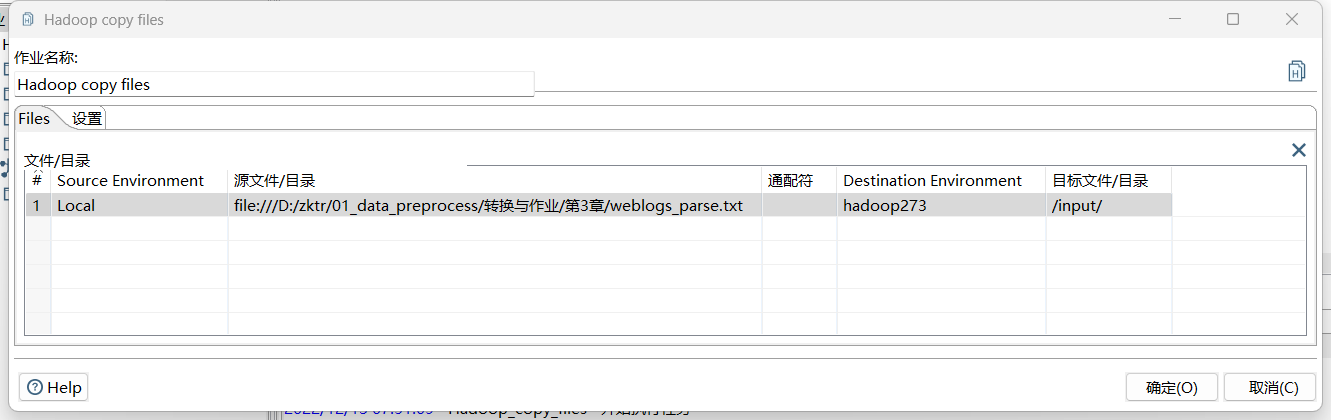 Hadoop copy files
作业名称:
Hadoop copy files
Files 设置
文件/目录
# Source Environment 源文件/目录 通配符 Destination Environment 目标文件/目录
1 Local file:///D:/zktr/01_data_preprocess/转换与作业/第3章/weblogs_parse.txt hadoop273 /input/
Help 确定(O) 取消(C)